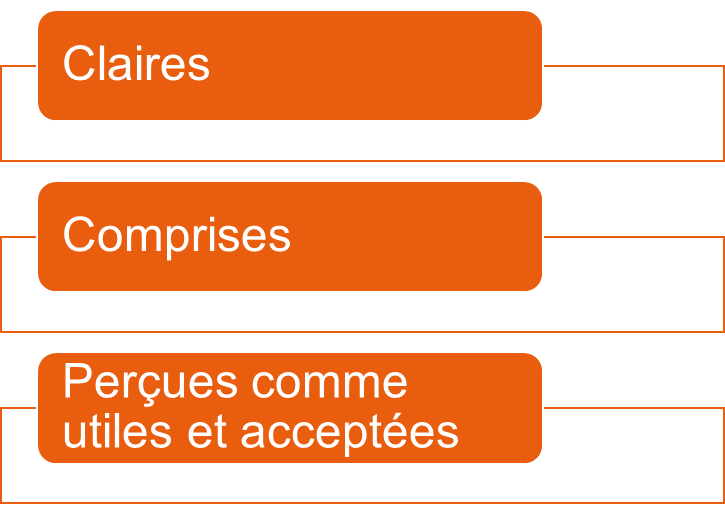 Claires
Comprises
Perçues comme
utiles et acceptées